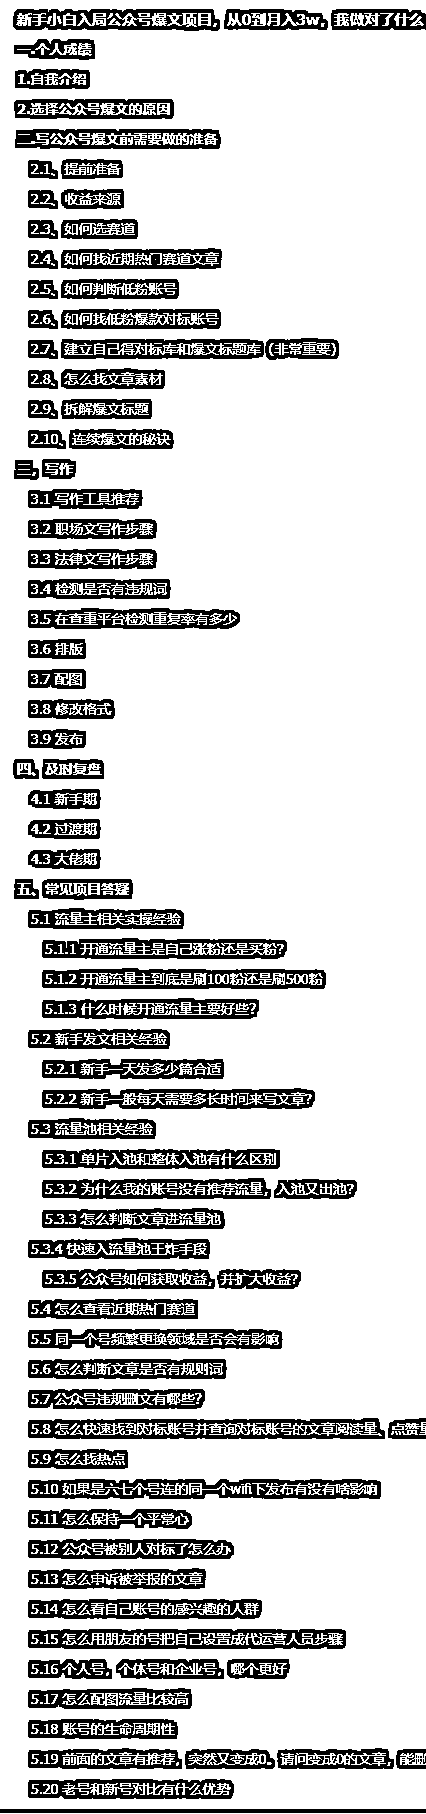 新手小白入局公众号爆文项目，从0到月入3w，我做对了什么
一.个人成绩
1.自我介绍
2.选择公众号爆文的原因
二.写公众号爆文前需要做的准备
2.1、提前准备
2.2、收益来源
2.3、如何选赛道
2.4、如何找近期热门赛道文章
2.5、如何判断低粉账号
2.6、如何找低粉爆款对标账号
2.7、建立自己得对标库和爆文标题库（非常重要）
2.8、怎么找文章素材
2.9、拆解爆文标题
2.10、连续爆文的秘诀
三，写作
3.1 写作工具推荐
3.2 职场文写作步骤
3.3 法律文写作步骤
3.4 检测是否有违规词
3.5 在查重平台检测重复率有多少
3.6 排版
3.7 配图
3.8 修改格式
3.9 发布
四、及时复盘
4.1 新手期
4.2 过渡期
4.3 大佬期
五、常见项目答疑
5.1 流量主相关实操经验
5.1.1 开通流量主是自己涨粉还是买粉？
5.1.2 开通流量主到底是刷100粉还是刷500粉
5.1.3 什么时候开通流量主要好些？
5.2 新手发文相关经验
5.2.1 新手一天发多少篇合适
5.2.2 新手一般每天需要多长时间来写文章？
5.3 流量池相关经验
5.3.1 单片入池和整体入池有什么区别
5.3.2 为什么我的账号没有推荐流量，入池又出池？
5.3.3 怎么判断文章进流量池
5.3.4 快速入流量池王炸手段
5.3.5 公众号如何获取收益，并扩大收益？
5.4 怎么查看近期热门赛道
5.5 同一个号频繁更换领域是否会有影响
5.6 怎么判断文章是否有规则词
5.7 公众号违规删文有哪些？
5.8 怎么快速找到对标账号并查询对标账号的文章阅读量、点赞量
5.9 怎么找热点
5.10 如果是六七个号连的同一个wifi下发布有没有啥影响
5.11 怎么保持一个平常心
5.12 公众号被别人对标了怎么办
5.13 怎么申诉被举报的文章
5.14 怎么看自己账号的感兴趣的人群
5.15 怎么用朋友的号把自己设置成代运营人员步骤
5.16 个人号，个体号和企业号，哪个更好
5.17 怎么配图流量比较高
5.18 账号的生命周期性
5.19 前面的文章有推荐，突然又变成0。请问变成0的文章，能删
5.20 老号和新号对比有什么优势